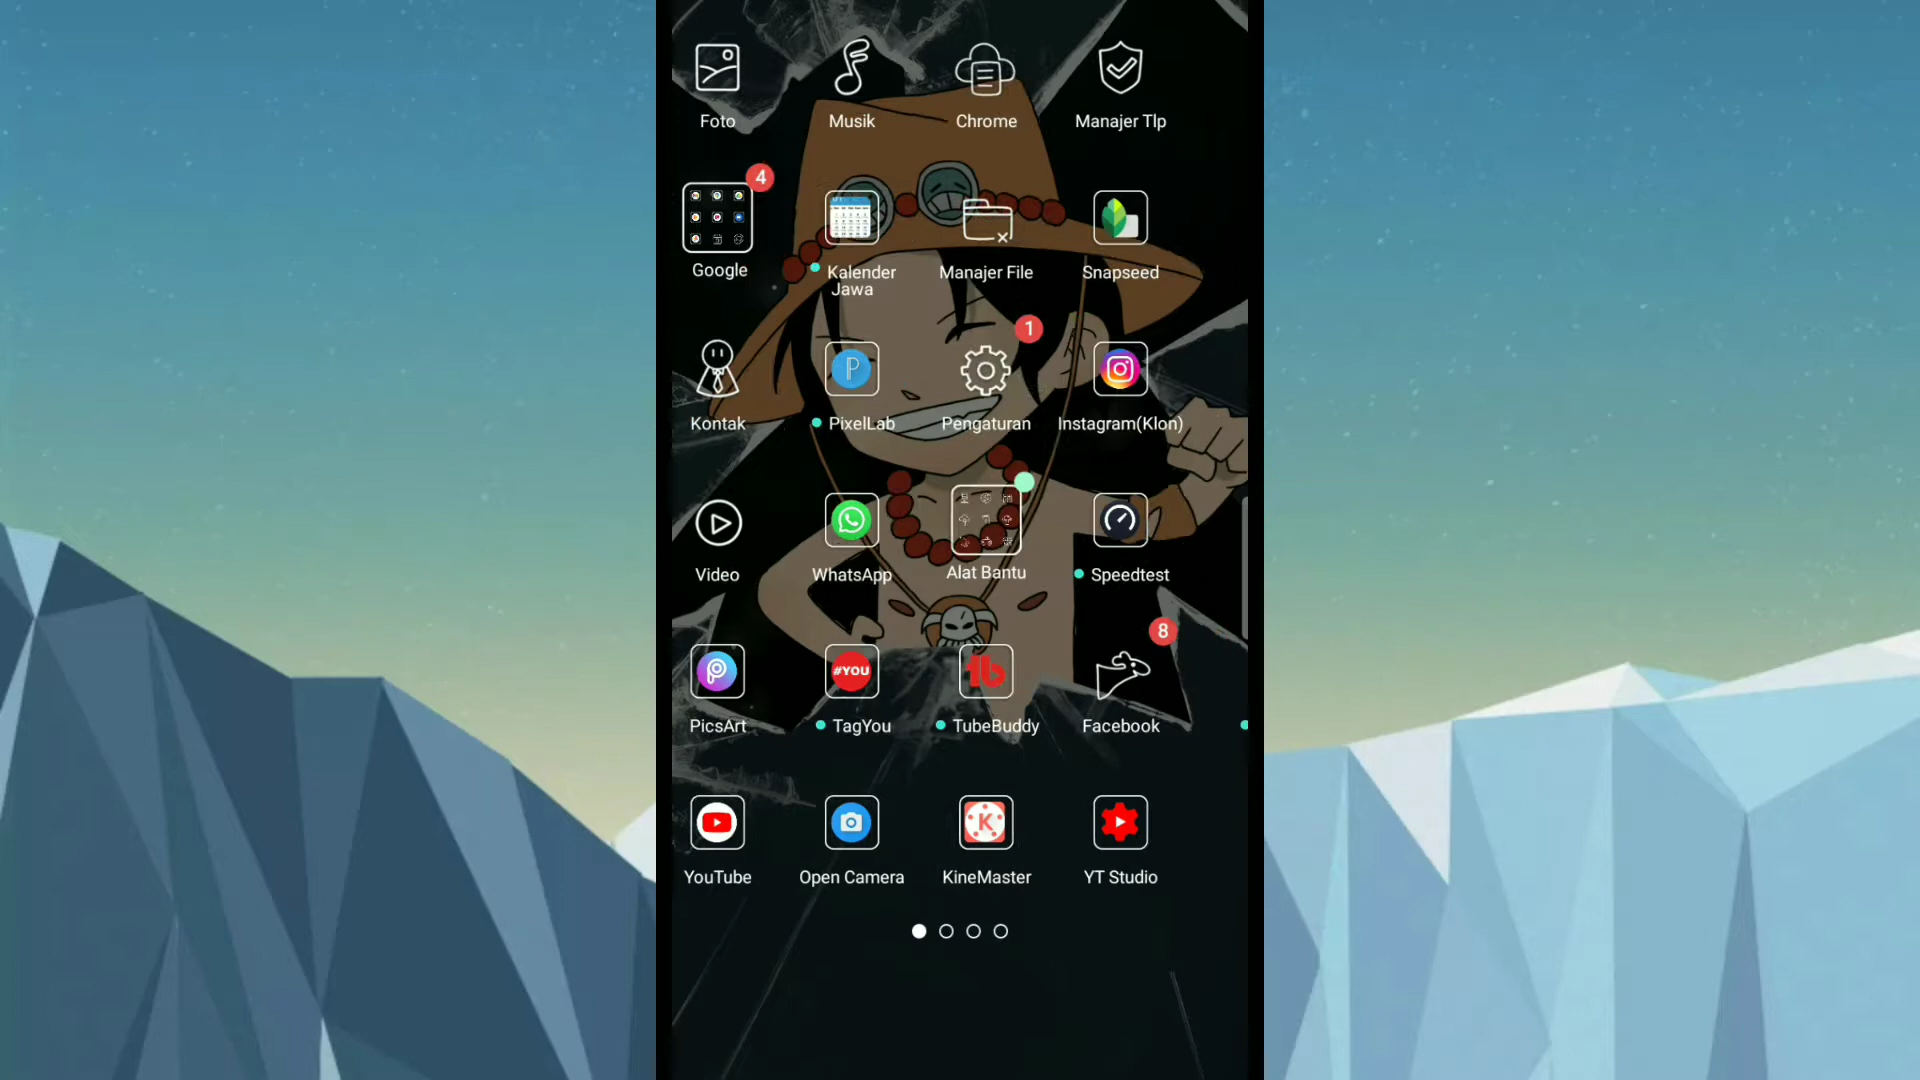 Foto
Musik
Chrome
Manajer Tlp
4
Google
Kalender
Jawa
Manajer File
Snapseed
1
Kontak
P
PixelLab
Pengaturan
Instagram(Klon)
Video
WhatsApp
Alat Bantu
Speedtest
8
PicsArt
#YOU
TagYou
tb
TubeBuddy
Facebook
YouTube
Open Camera
K
KineMaster
YT Studio